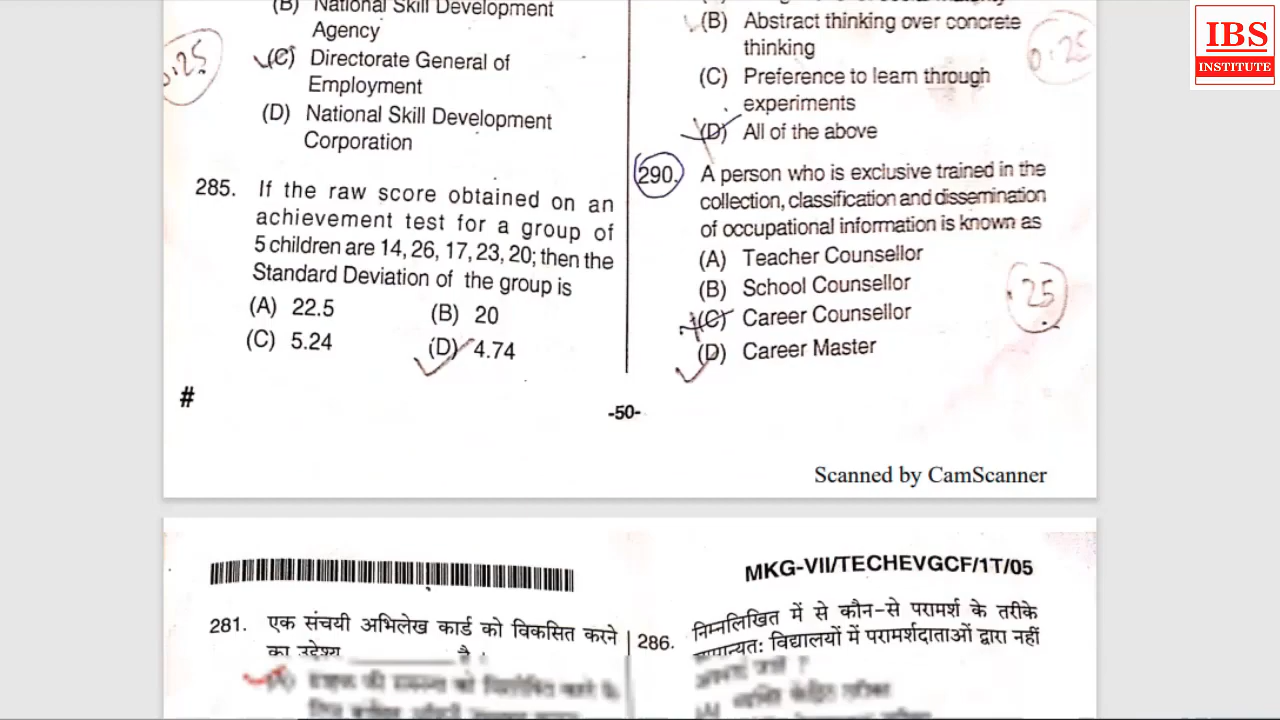 IBS
INSTITUTE
(B) National Skill Development
Agency
(C) Directorate General of
Employment
(D) National Skill Development
Corporation
0.25
285. If the raw score obtained on an
achievement test for a group of
5 children are 14, 26, 17, 23, 20; then the
Standard Deviation of the group is
(A) 22.5 (B) 20
(C) 5.24 (D) 4.74
#
(B) Abstract thinking over concrete
thinking
(C) Preference to learn through
experiments
(D) All of the above
0.25
290. A person who is exclusive trained in the
collection, classification and dissemination
of occupational information is known as
(A) Teacher Counsellor
(B) School Counsellor
(C) Career Counsellor
(D) Career Master
.25
-50-
Scanned by CamScanner
MKG-VII/TECHEVGCF/1T/05
281. एक संचयी अभिलेख कार्ड को विकसित करने
का उद्देश्य ________ है।
286. निम्नलिखित में से कौन-से परामर्श के तरीके
सामान्यत: विद्यालयों में परामर्शदाताओं द्वारा नहीं